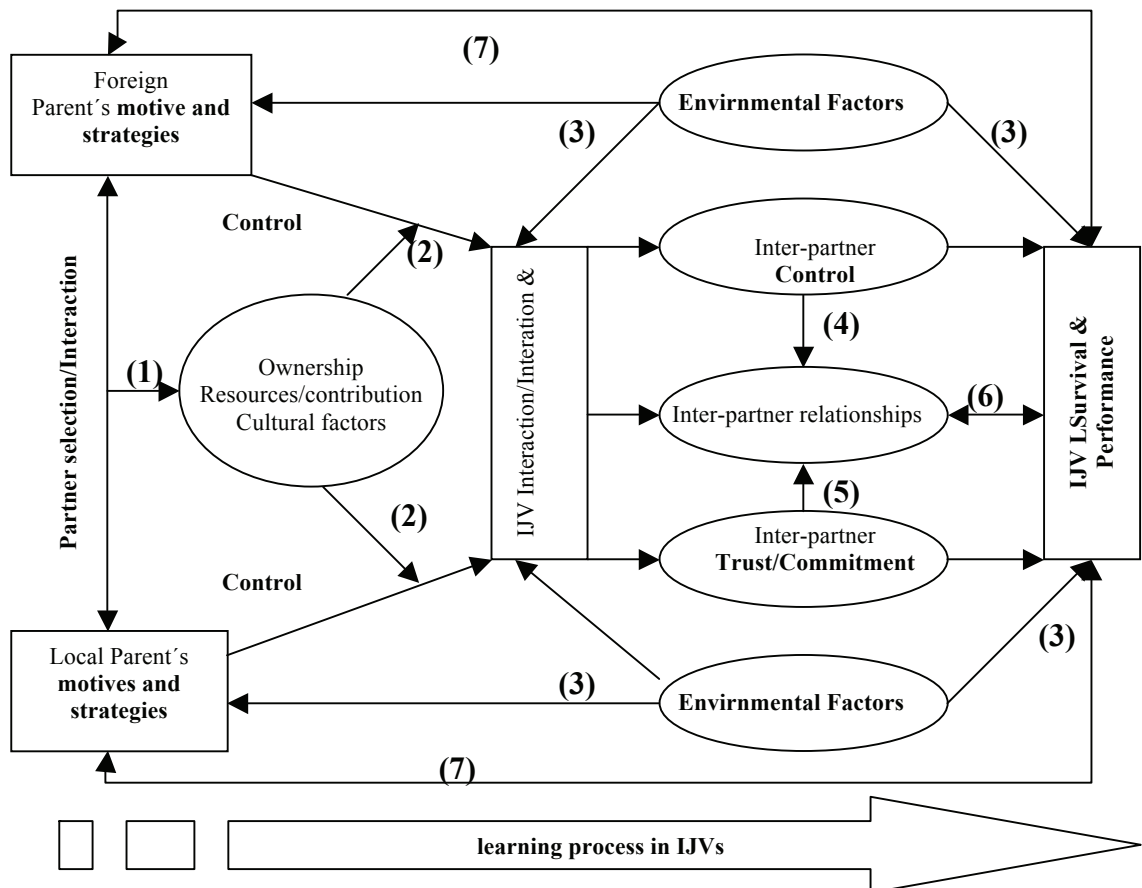 (7)
Foreign
Parent´s motive and
strategies
Envirnmental Factors
(3)
(3)
Control
(2)
Partner selection/Interaction
(1)
Ownership
Resources/contribution
Cultural factors
IJV Interaction/Interation &
Inter-partner
Control
(4)
Inter-partner relationships
(6)
(5)
Inter-partner
Trust/Commitment
IJV LSurvival &
Performance
(2)
Control
Local Parent´s
motives and
strategies
(3)
Envirnmental Factors
(3)
(7)
learning process in IJVs